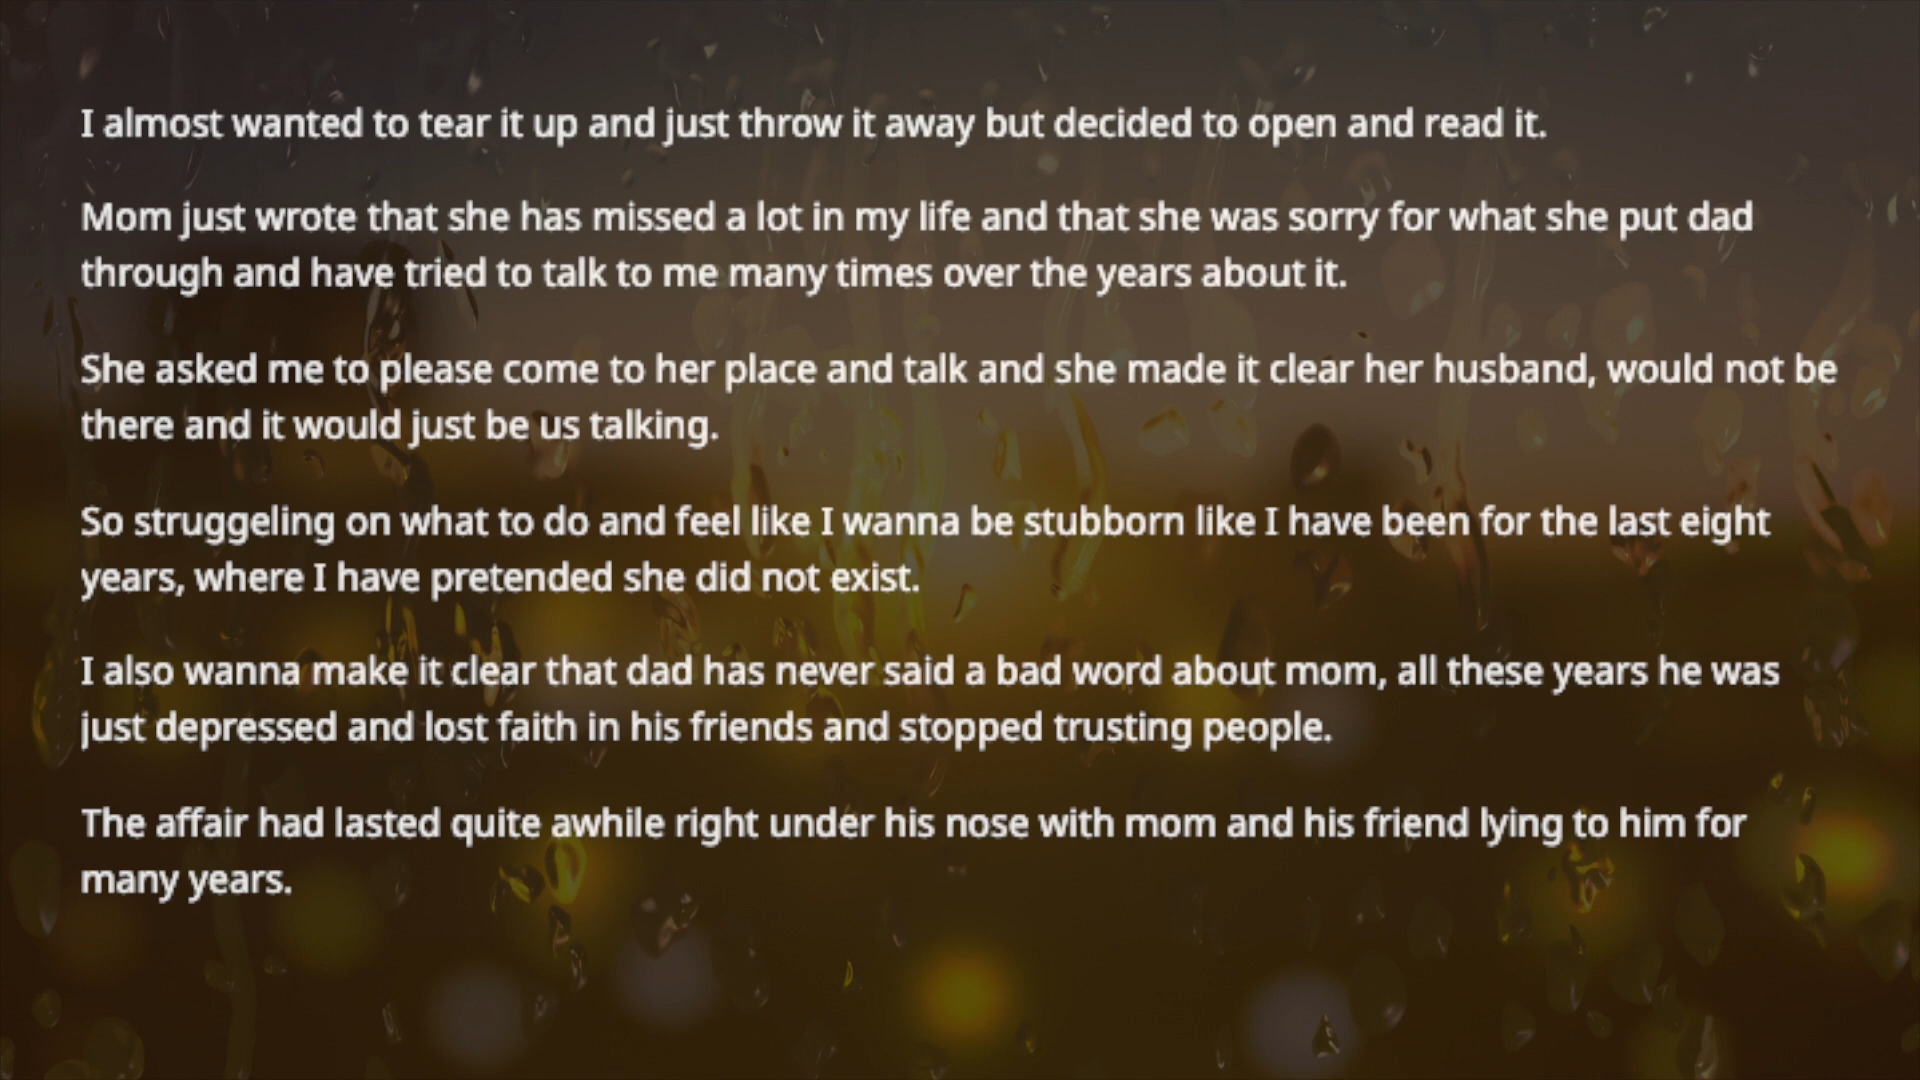 I almost wanted to tear it up and just throw it away but decided to open and read it.
Mom just wrote that she has missed a lot in my life and that she was sorry for what she put dad
through and have tried to talk to me many times over the years about it.
She asked me to please come to her place and talk and she made it clear her husband, would not be
there and it would just be us talking.
So struggeling on what to do and feel like I wanna be stubborn like I have been for the last eight
years, where I have pretended she did not exist.
I also wanna make it clear that dad has never said a bad word about mom, all these years he was
just depressed and lost faith in his friends and stopped trusting people.
The affair had lasted quite awhile right under his nose with mom and his friend lying to him for
many years.